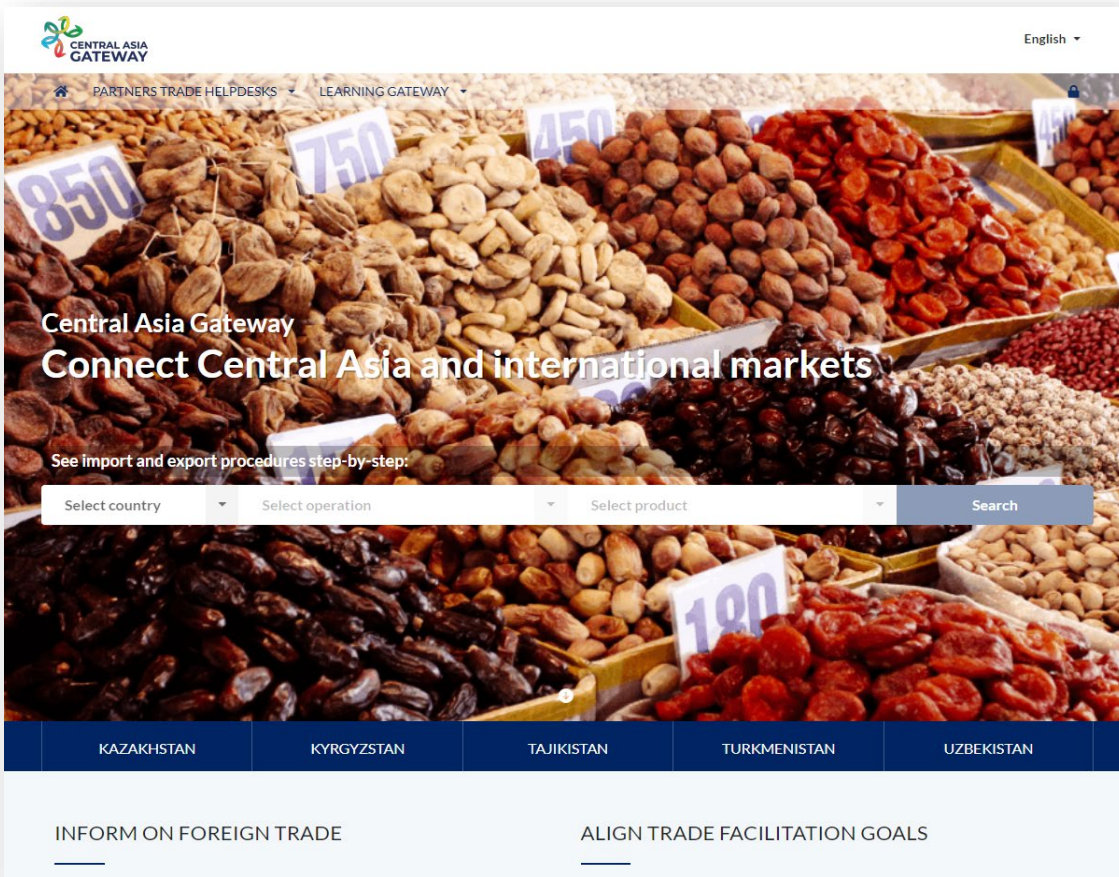 CENTRAL ASIA
GATEWAY
English
PARTNERS TRADE HELPDESKS
LEARNING GATEWAY
850
750
450
450
Central Asia Gateway
Connect Central Asia and international markets
See import and export procedures step-by-step:
Select country
Select operation
Select product
Search
180
KAZAKHSTAN
KYRGYZSTAN
TAJIKISTAN
TURKMENISTAN
UZBEKISTAN
INFORM ON FOREIGN TRADE
ALIGN TRADE FACILITATION GOALS